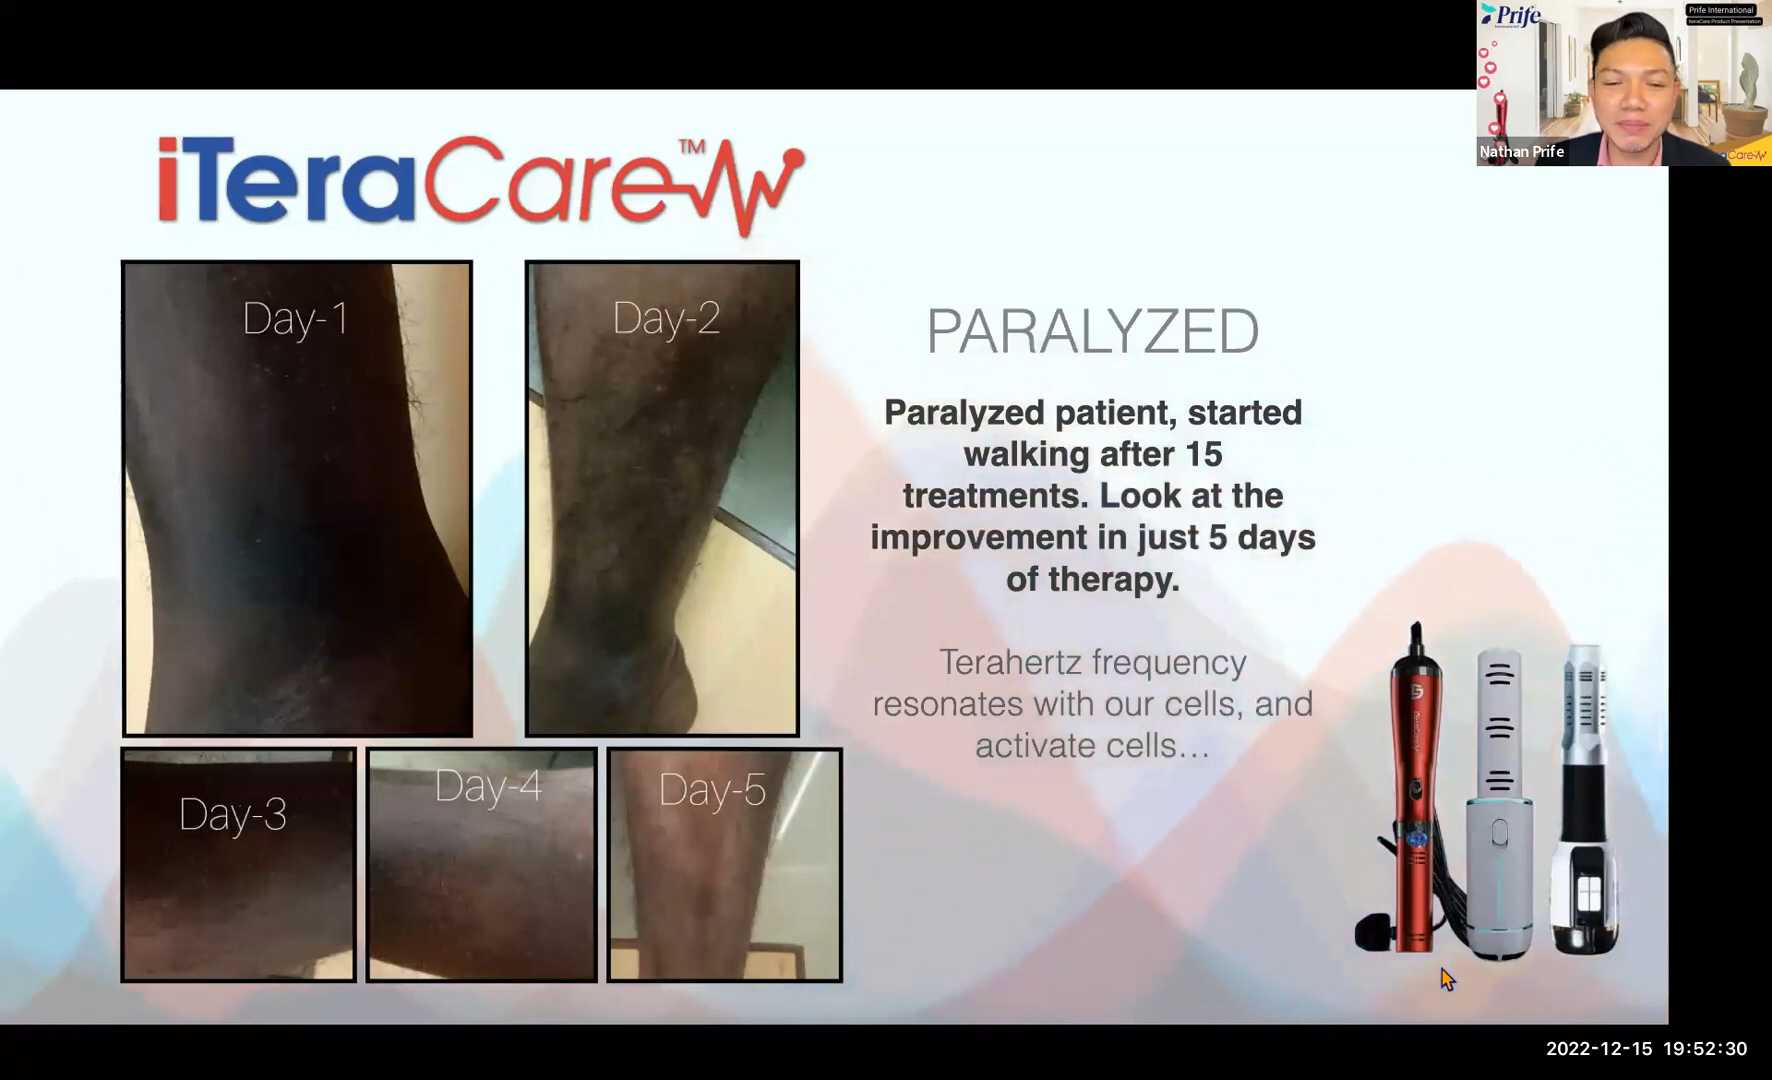 Prife
Prife International
iTeraCare Product Presentation
Nathan Prife
Care
iTeraCare™
Day-1
Day-2
PARALYZED
Paralyzed patient, started
walking after 15
treatments. Look at the
improvement in just 5 days
of therapy.
Terahertz frequency
resonates with our cells, and
activate cells...
Day-3
Day-4
Day-5
2022-12-15 19:52:30